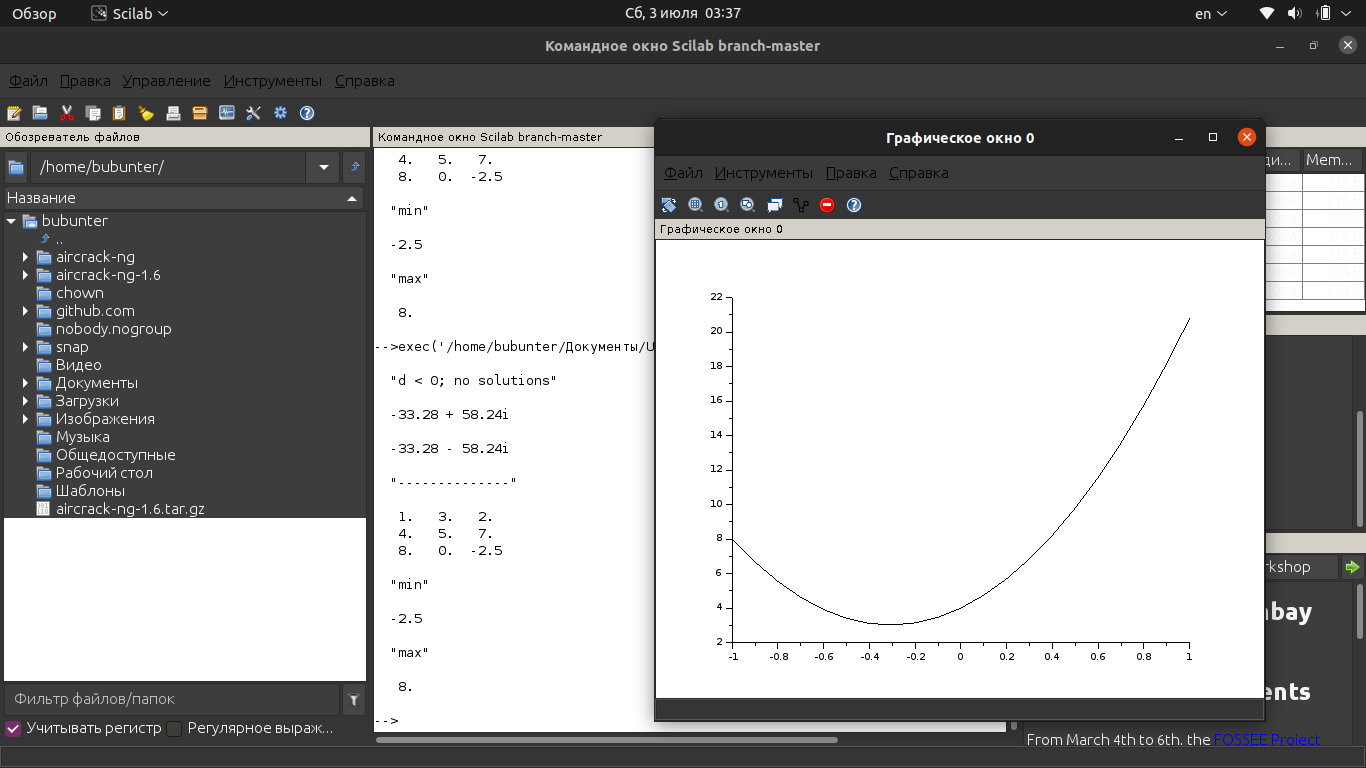 Обзор
Scilab
Сб, 3 июля 03:37
en
Командное окно Scilab branch-master
Файл Правка Управление Инструменты Справка
Обозреватель файлов
/home/bubunter/
Название
bubunter
..
aircrack-ng
aircrack-ng-1.6
chown
github.com
nobody.nogroup
snap
Видео
Документы
Загрузки
Изображения
Музыка
Общедоступные
Рабочий стол
Шаблоны
aircrack-ng-1.6.tar.gz
Фильтр файлов/папок
Учитывать регистр
Регулярное выраж...
Командное окно Scilab branch-master
4. 5. 7.
8. 0. -2.5
"min"
-2.5
"max"
8.
-->exec('/home/bubunter/Документы/U
"d < 0; no solutions"
-33.28 + 58.24i
-33.28 - 58.24i
"--------------"
1. 3. 2.
4. 5. 7.
8. 0. -2.5
"min"
-2.5
"max"
8.
-->
Графическое окно 0
Файл Инструменты Правка Справка
Графическое окно 0
22
20
18
16
14
12
10
8
6
4
2
-1 -0.8 -0.6 -0.4 -0.2 0 0.2 0.4 0.6 0.8 1
Mem...
rkshop
ents
From March 4th to 6th, the FOSSEE Project